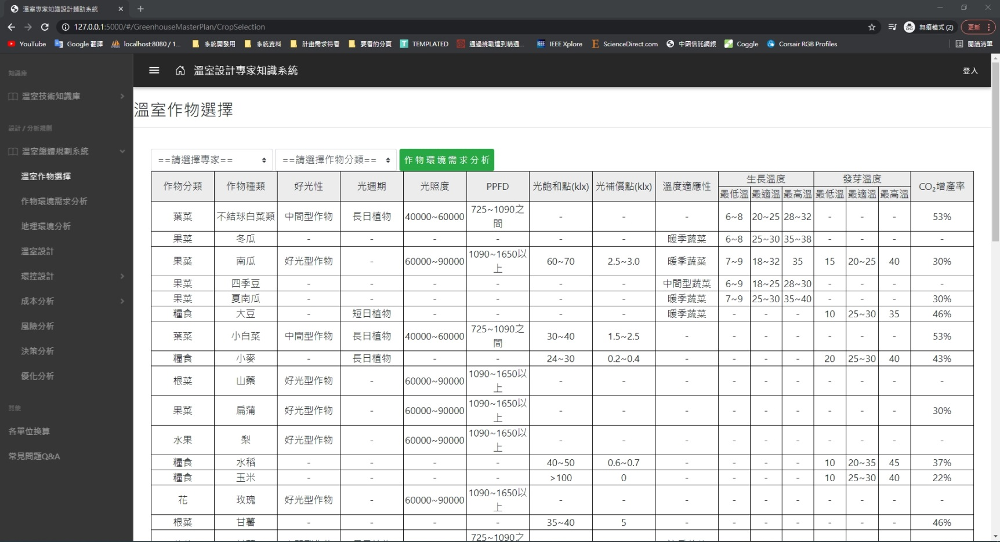 溫室專家知識設計輔助系統
127.0.0.1:5000/#/GreenhouseMasterPlan/CropSelection
無痕模式 (2)
更新
YouTube
Google 翻譯
localhost:8080 / 1...
系統開發用
系統資料
計畫需求待看
要看的分頁
TEMPLATED
通過挑戰達到精通...
IEEE IEEE Xplore
ScienceDirect.com
中國信託網銀
Coggle
Corsair RGB Profiles
閱讀清單
知識庫
溫室技術知識庫
設計 / 分析規劃
溫室總體規劃系統
溫室作物選擇
作物環境需求分析
地理環境分析
溫室設計
環控設計
成本分析
風險分析
決策分析
優化分析
其他
各單位換算
常見問題Q&A
溫室設計專家知識系統
登入
溫室作物選擇
==請選擇專家== ==請選擇作物分類== 作物環境需求分析
作物分類 作物種類 好光性 光週期 光照度 PPFD 光飽和點(klx) 光補償點(klx) 溫度適應性 生長溫度 發芽溫度 CO₂增產率
最低溫 最適溫 最高溫 最低溫 最適溫 最高溫
葉菜 不結球白菜類 中間型作物 長日植物 40000~60000 725~1090之間 - - - 6~8 20~25 28~32 - - - 53%
果菜 冬瓜 - - - - - - 暖季蔬菜 6~8 25~30 35~38 - - - -
果菜 南瓜 好光型作物 - 60000~90000 1090~1650以上 60~70 2.5~3.0 暖季蔬菜 7~9 18~32 35 15 20~25 40 30%
果菜 四季豆 - - - - - - 中間型蔬菜 6~9 18~25 28~30 - - - -
果菜 夏南瓜 - - - - - - 暖季蔬菜 7~9 25~30 35~40 - - - 30%
糧食 大豆 - 短日植物 - - - - 暖季蔬菜 - - - 10 25~30 35 46%
葉菜 小白菜 中間型作物 長日植物 40000~60000 725~1090之間 30~40 1.5~2.5 - - - - - - - 53%
糧食 小麥 - 長日植物 - - 24~30 0.2~0.4 - - - - 20 25~30 40 43%
根菜 山藥 好光型作物 - 60000~90000 1090~1650以上 - - - - - - - - - -
果菜 扁蒲 好光型作物 - 60000~90000 1090~1650以上 - - - - - - - - - 30%
水果 梨 好光型作物 - 60000~90000 1090~1650以上 - - - - - - - - - -
糧食 水稻 - - - - 40~50 0.6~0.7 - - - - 10 20~35 45 37%
糧食 玉米 - - - - >100 0 - - - - 10 25~30 40 22%
花 玫瑰 好光型作物 - 60000~90000 1090~1650以上 - - - - - - - - - -
根菜 甘薯 - - - - 35~40 5 - - - - - - - 46%
725~1090之